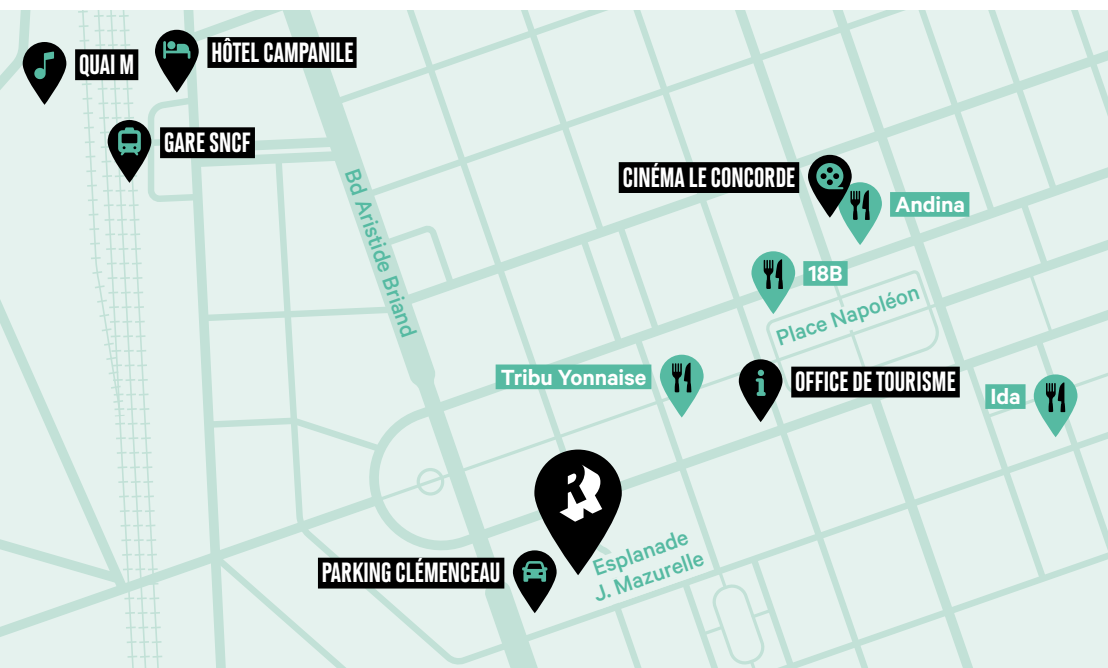 QUAI M
HÔTEL CAMPANILE
GARE SNCF
CINÉMA LE CONCORDE
Andina
Bd Aristide Briand
18B
Place Napoléon
Tribu Yonnaise
OFFICE DE TOURISME
Ida
R
Esplanade
J. Mazurelle
PARKING CLÉMENCEAU